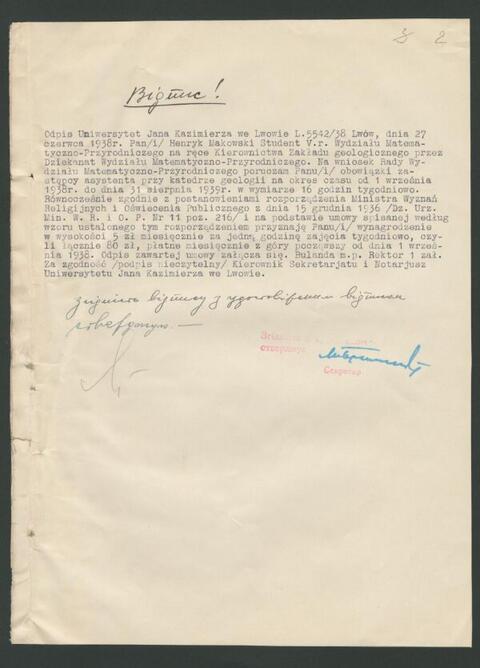 3 2
Відпис!
Odpis Uniwersytet Jana Kazimierza we Lwowie L.5542/38 Lwów, dnia 27
czerwca 1938r. Pan/i/ Henryk Makowski Student V.r. Wydziału Matema-
tyczno-Przyrodniczego na ręce Kierownictwa Zakładu geologicznego przez
Dziekanat Wydziału Matematyczno-Przyrodniczego. Na wniosek Rady Wy-
działu Matematyczno-Przyrodniczego poruczam Panu/i/ obowiązki za-
stępcy asystenta przy katedrze geologii na okres czasu od 1 września
1938r. do dnia 31 sierpnia 1939r. w wymiarze 16 godzin tygodniowo.
Równocześnie zgodnie z postanowieniami rozporządzenia Ministra Wyznań
Religijnych i Oświecenia Publicznego z dnia 15 grudnia 1936 /Dz. Urz.
Min. W. R. i O. P. Nr 11 poz. 216/ i na podstawie umowy spisanej według
wzoru ustalonego tym rozporządzeniem przyznaję Panu/i/ wynagrodzenie
w wysokości 5 zł miesięcznie za jedną godzinę zajęcia tygodniowo, czy-
li łącznie 80 zł, płatne miesięcznie z góry począwszy od dnia 1 wrześ-
nia 1938. Odpis zawartej umowy załącza się. Bulanda m.p. Rektor 1 zał.
Za zgodność /podpis nieczytelny/ Kierownik Sekretarjatu i Notarjusz
Uniwersytetu Jana Kazimierza we Lwowie.
відпису з
стверджую
Секретар